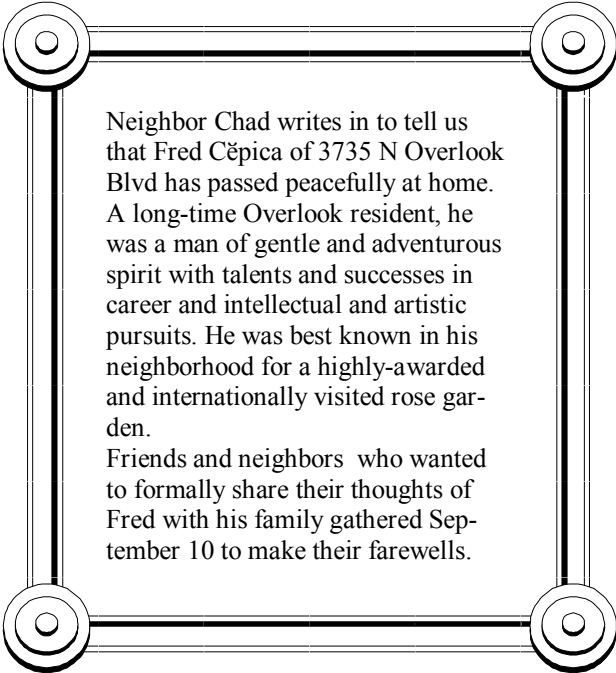 Neighbor Chad writes in to tell us
that Fred Cĕpica of 3735 N Overlook
Blvd has passed peacefully at home.
A long-time Overlook resident, he
was a man of gentle and adventurous
spirit with talents and successes in
career and intellectual and artistic
pursuits. He was best known in his
neighborhood for a highly-awarded
and internationally visited rose gar-
den.
Friends and neighbors  who wanted
to formally share their thoughts of
Fred with his family gathered Sep-
tember 10 to make their farewells.